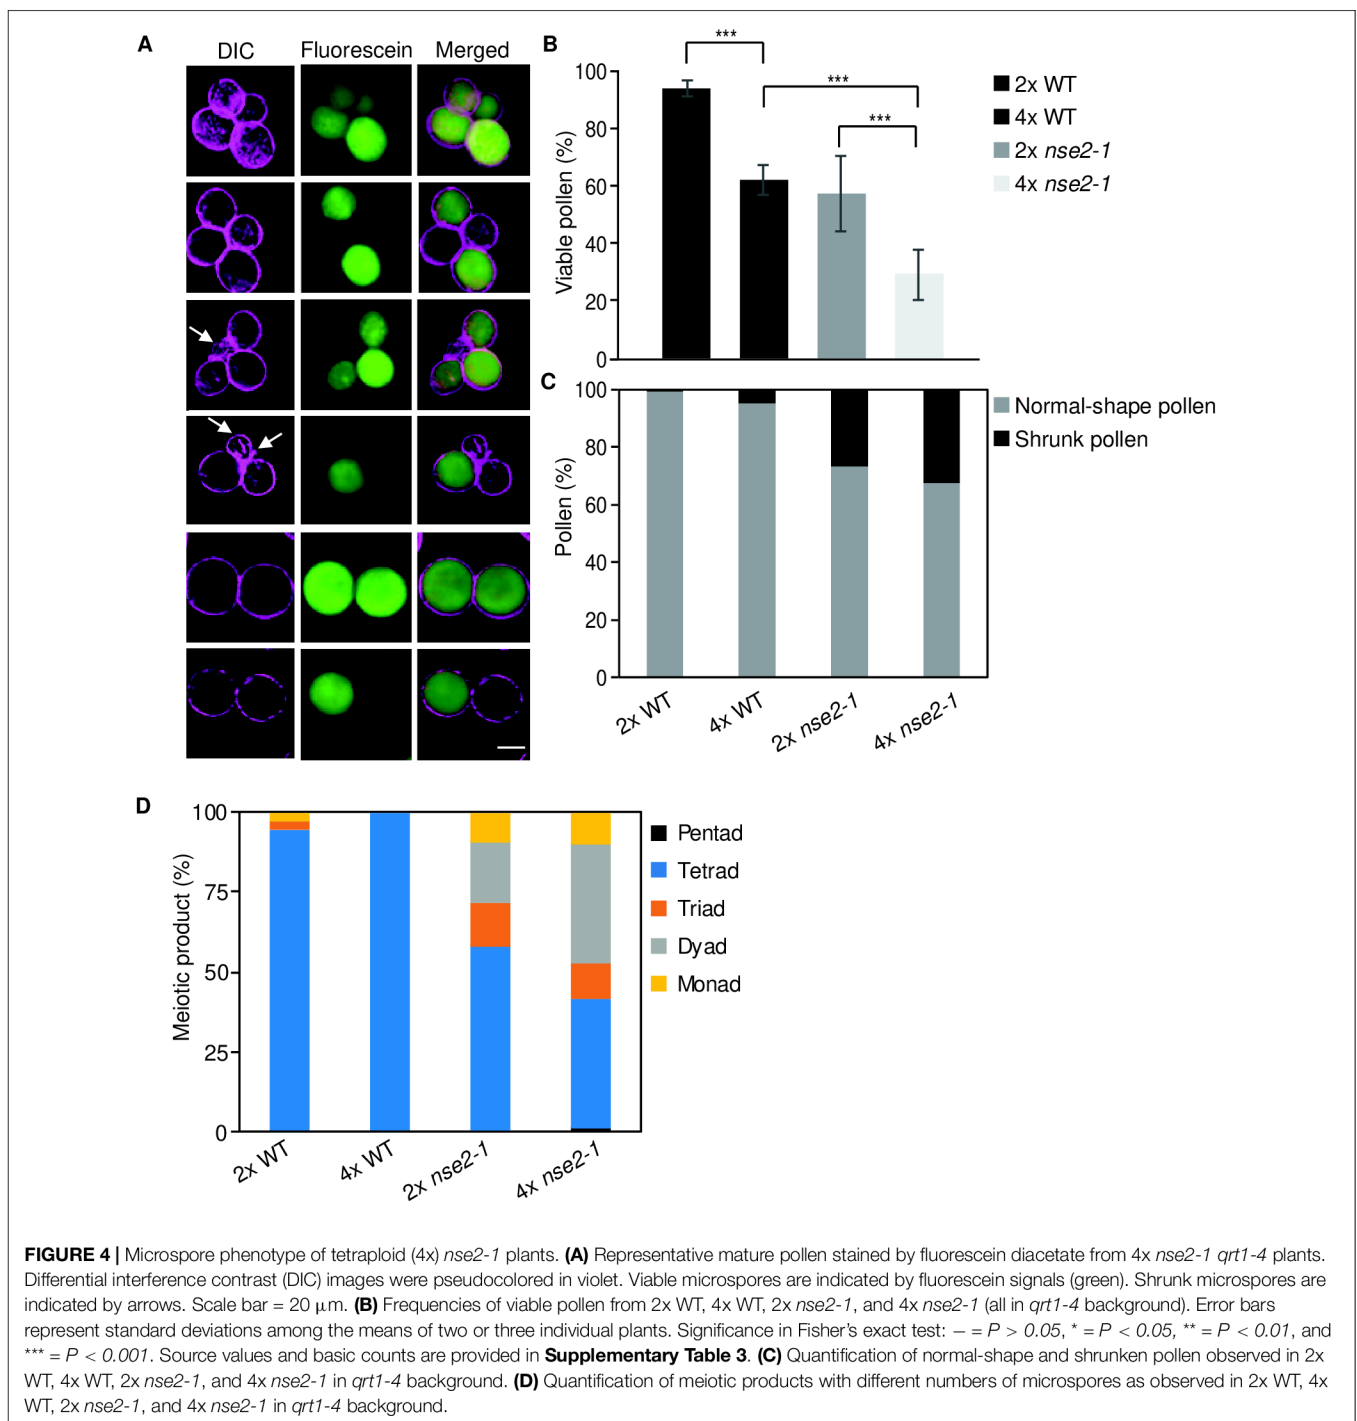 A
DIC Fluorescein Merged
B
***
***
***
100
80
60
40
20
0
Viable pollen (%)
2x WT
4x WT
2x nse2-1
4x nse2-1
C
100
80
60
40
20
0
Pollen (%)
Normal-shape pollen
Shrunk pollen
2x WT
4x WT
2x nse2-1
4x nse2-1
D
100
75
50
25
0
Meiotic product (%)
Pentad
Tetrad
Triad
Dyad
Monad
2x WT
4x WT
2x nse2-1
4x nse2-1
FIGURE 4 | Microspore phenotype of tetraploid (4x) nse2-1 plants. (A) Representative mature pollen stained by fluorescein diacetate from 4x nse2-1 qrt1-4 plants.
Differential interference contrast (DIC) images were pseudocolored in violet. Viable microspores are indicated by fluorescein signals (green). Shrunk microspores are
indicated by arrows. Scale bar = 20 μm. (B) Frequencies of viable pollen from 2x WT, 4x WT, 2x nse2-1, and 4x nse2-1 (all in qrt1-4 background). Error bars
represent standard deviations among the means of two or three individual plants. Significance in Fisher's exact test: – = P > 0.05, * = P < 0.05, ** = P < 0.01, and
*** = P < 0.001. Source values and basic counts are provided in Supplementary Table 3. (C) Quantification of normal-shape and shrunken pollen observed in 2x
WT, 4x WT, 2x nse2-1, and 4x nse2-1 in qrt1-4 background. (D) Quantification of meiotic products with different numbers of microspores as observed in 2x WT, 4x
WT, 2x nse2-1, and 4x nse2-1 in qrt1-4 background.